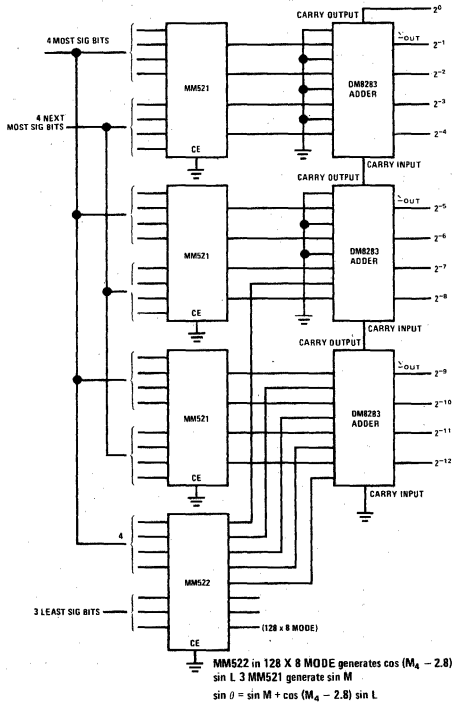 CARRY OUTPUT
2⁰
4 MOST SIG BITS
MM521
CE
DM8283
ADDER
ΣOUT
2⁻¹
2⁻²
2⁻³
2⁻⁴
4 NEXT
MOST SIG BITS
CARRY INPUT
CARRY OUTPUT
MM521
CE
DM8283
ADDER
ΣOUT
2⁻⁵
2⁻⁶
2⁻⁷
2⁻⁸
CARRY INPUT
CARRY OUTPUT
MM521
CE
DM8283
ADDER
ΣOUT
2⁻⁹
2⁻¹⁰
2⁻¹¹
2⁻¹²
CARRY INPUT
4
MM522
CE
3 LEAST SIG BITS
(128 x 8 MODE)
MM522 in 128 X 8 MODE generates cos (M₄ − 2.8)
sin L 3 MM521 generate sin M
sin θ = sin M + cos (M₄ − 2.8) sin L